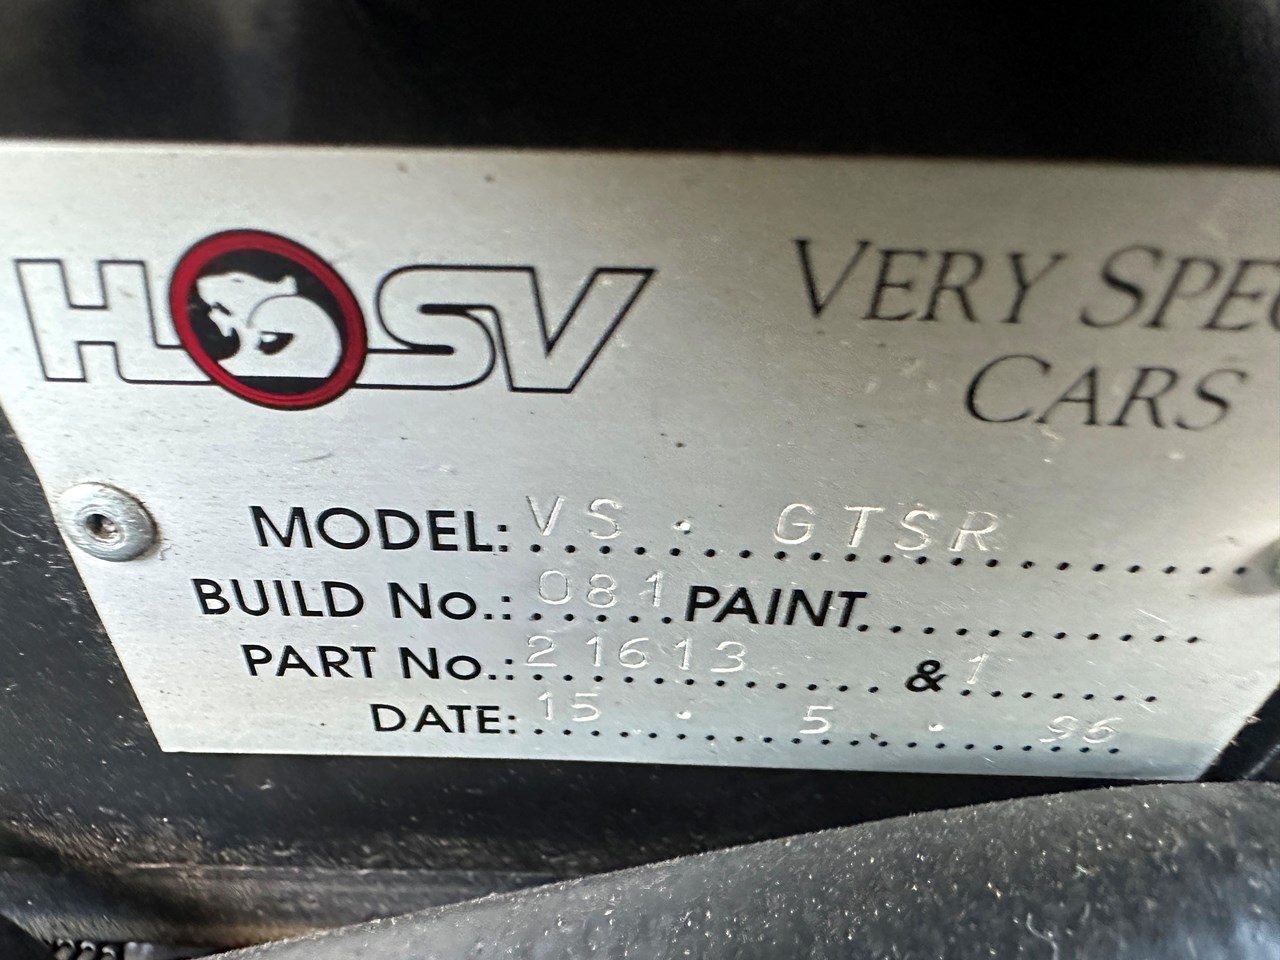 HSV VERY SPE
CARS
MODEL: VS . GTSR
BUILD No.: 081 PAINT
PART No.: 21613 & 1
DATE: 15 . 5 . 96